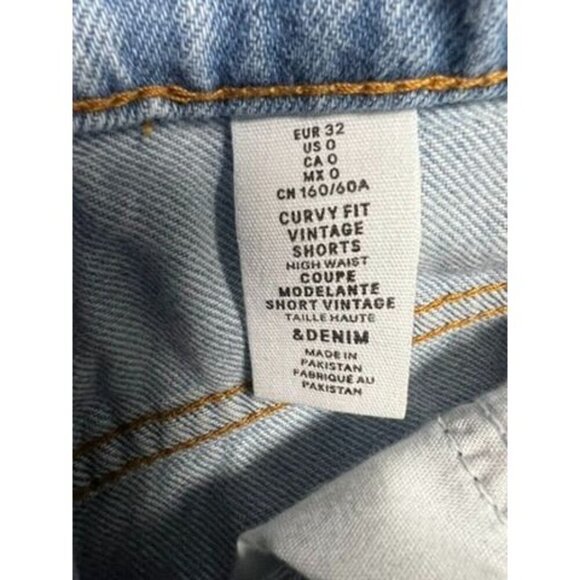 EUR 32
US 0
CA 0
MX 0
CN 160/60A
CURVY FIT
VINTAGE
SHORTS
HIGH WAIST
COUPE
MODELANTE
SHORT VINTAGE
TAILLE HAUTE
&DENIM
MADE IN
PAKISTAN
FABRIQUÉ AU
PAKISTAN